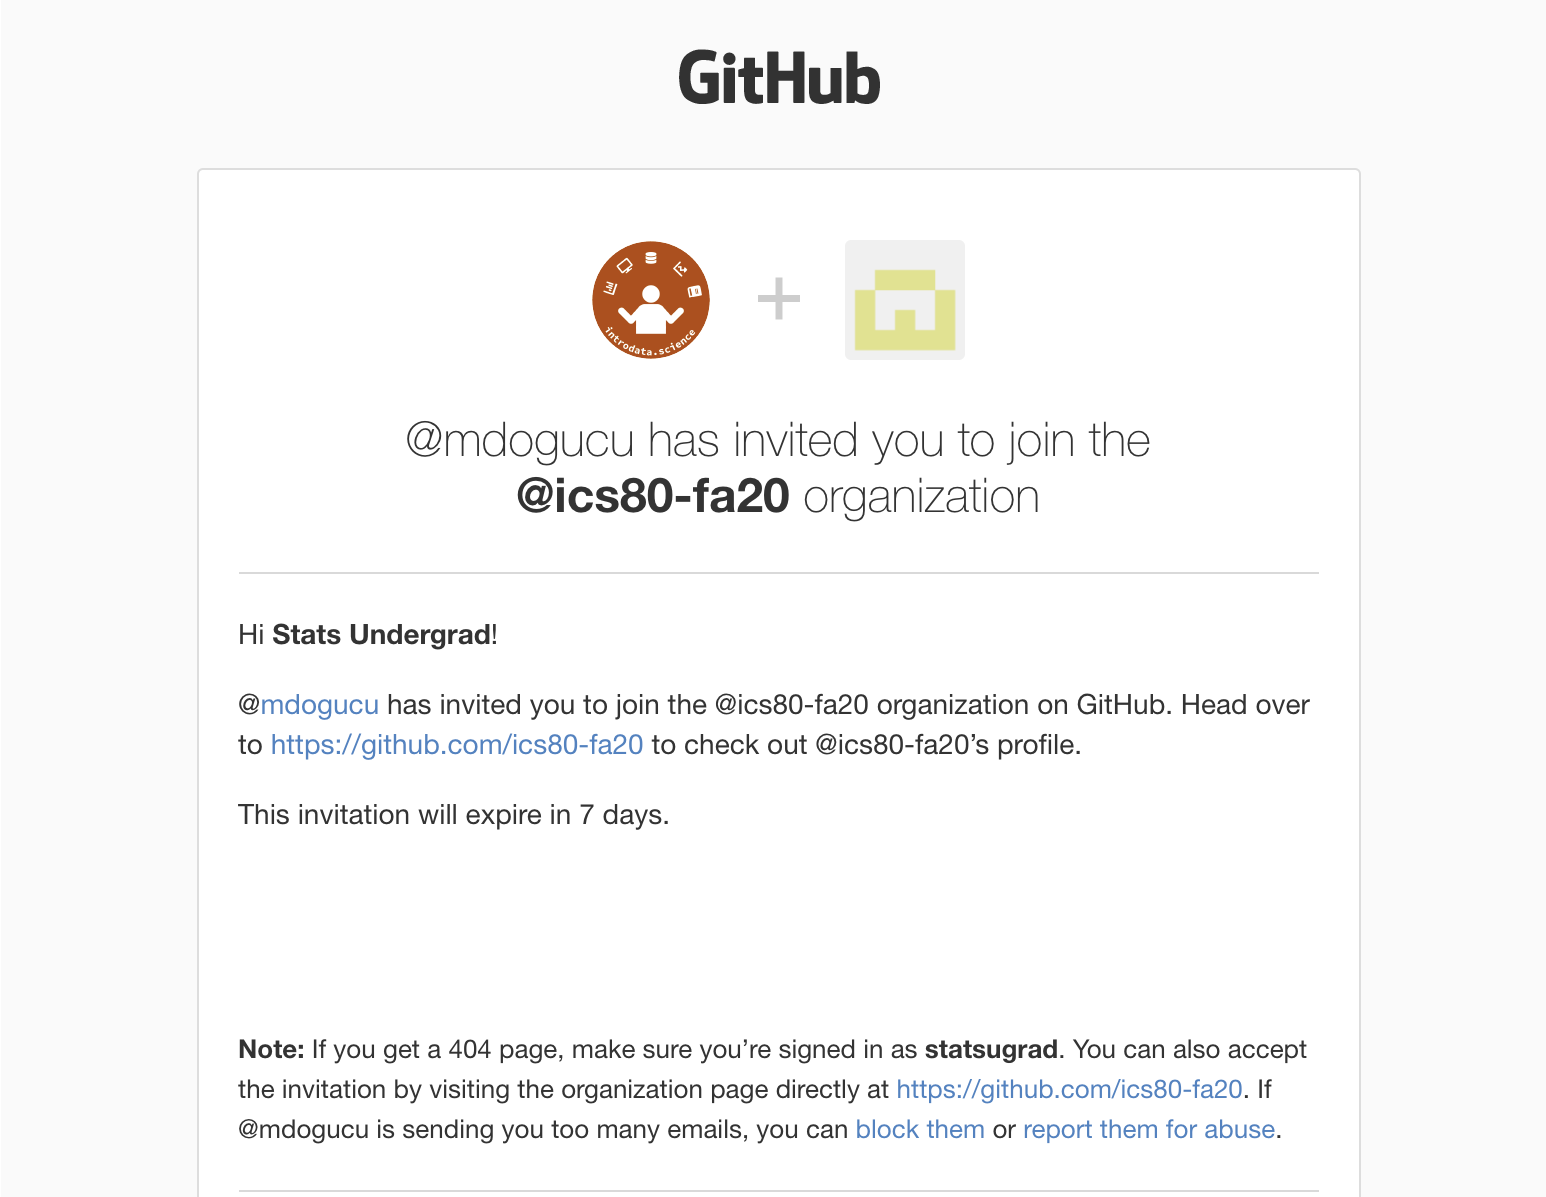 GitHub
introdata.science
@mdogucu has invited you to join the
@ics80-fa20 organization
Hi Stats Undergrad!
@mdogucu has invited you to join the @ics80-fa20 organization on GitHub. Head over
to https://github.com/ics80-fa20 to check out @ics80-fa20’s profile.
This invitation will expire in 7 days.
Note: If you get a 404 page, make sure you’re signed in as statsugrad. You can also accept
the invitation by visiting the organization page directly at https://github.com/ics80-fa20. If
@mdogucu is sending you too many emails, you can block them or report them for abuse.